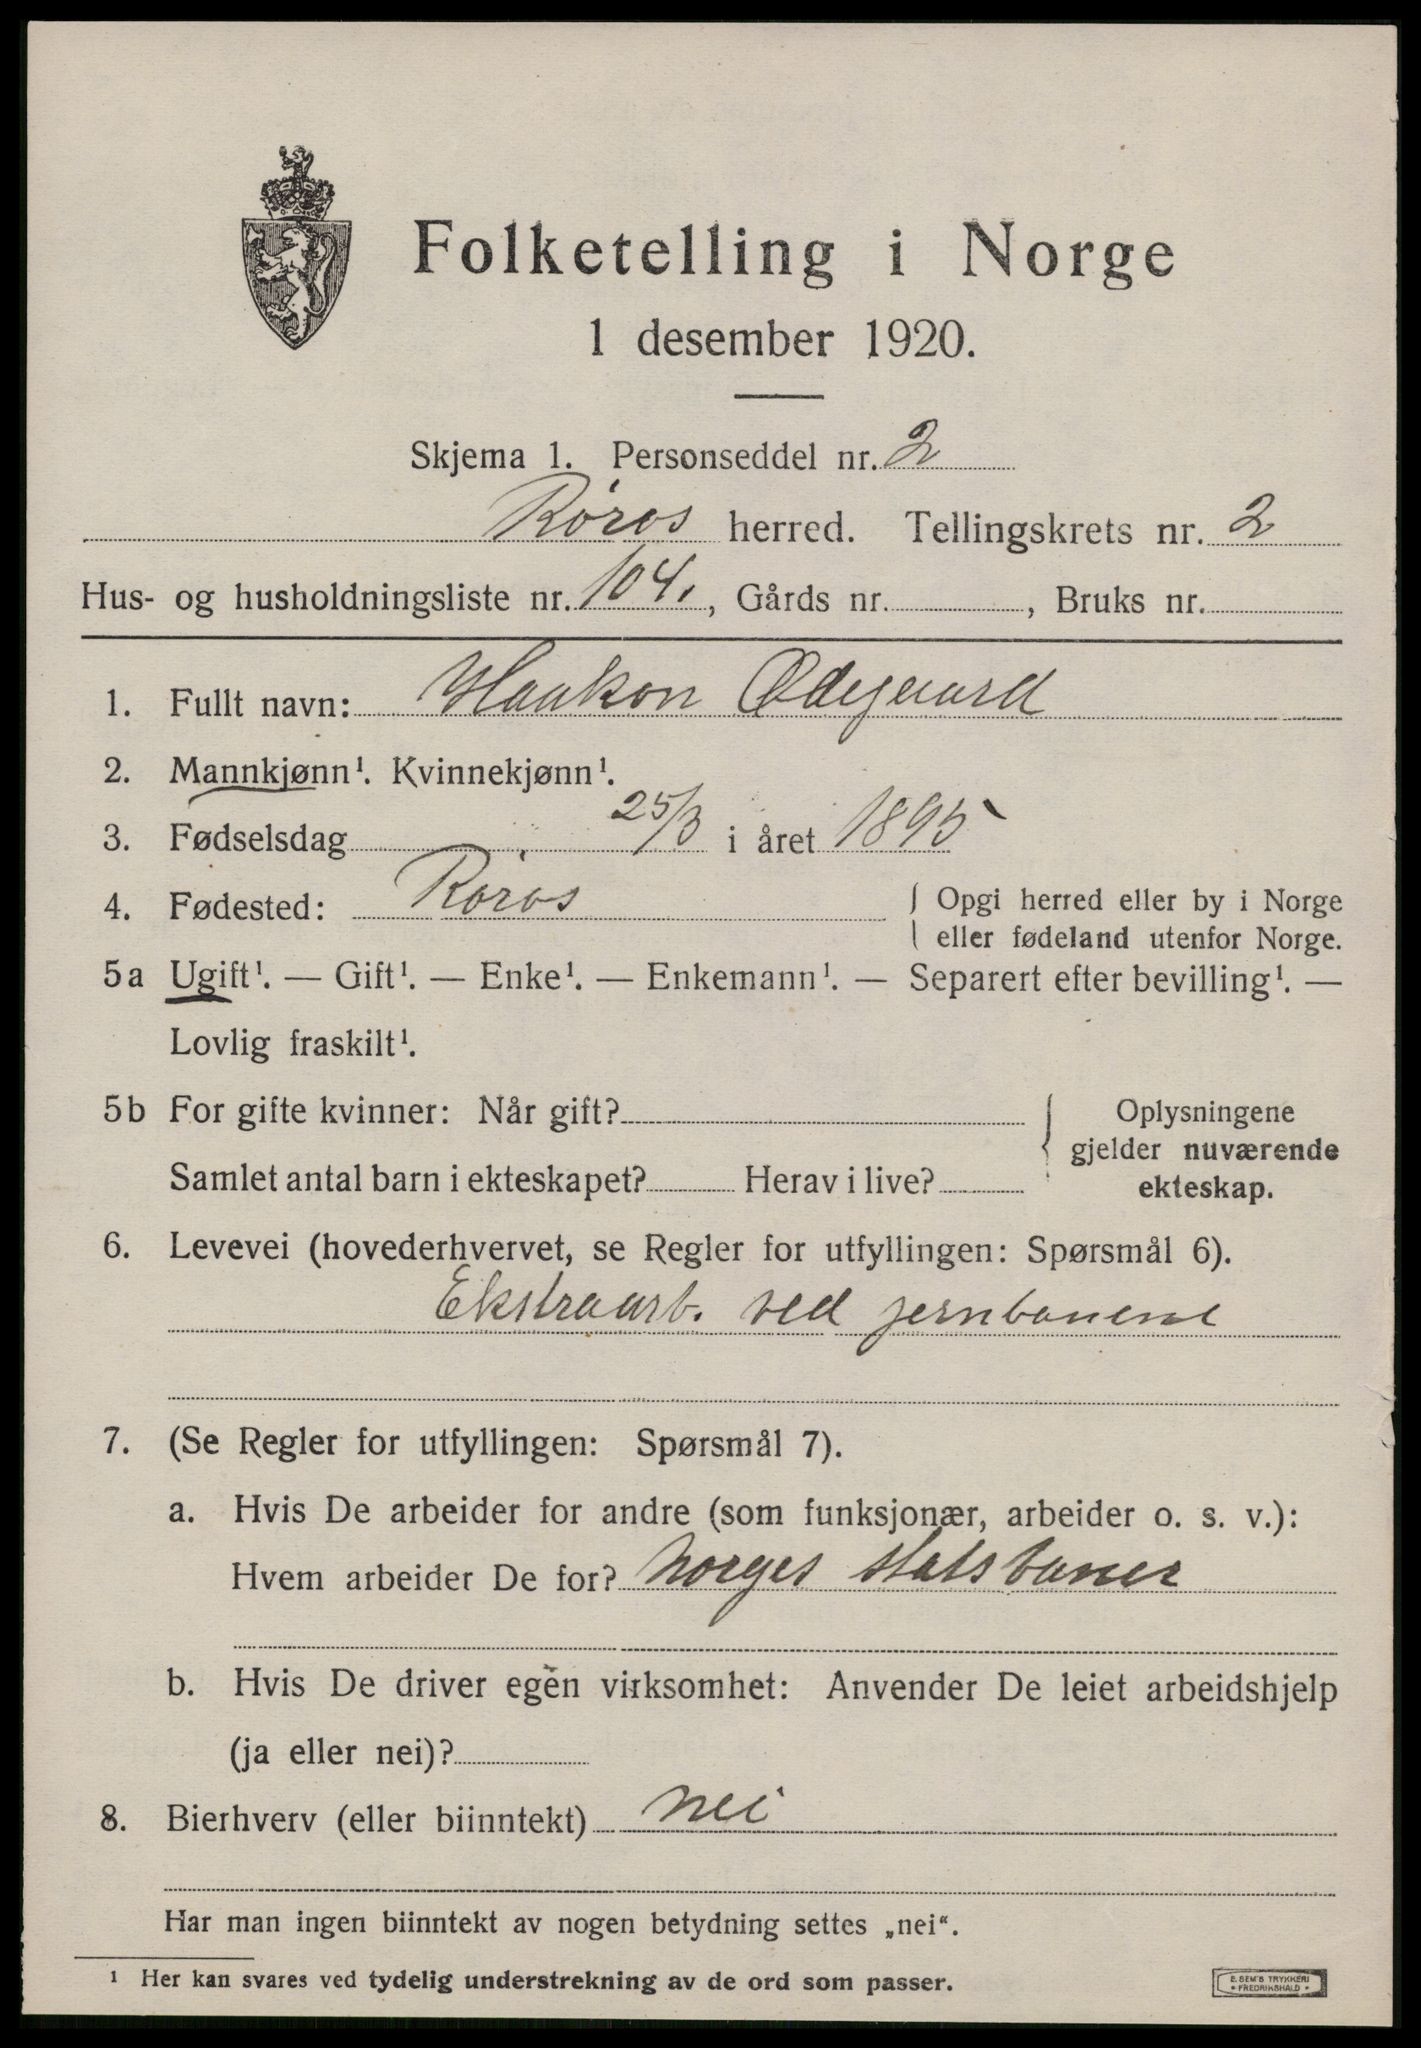 Folketelling i Norge
1 desember 1920.
Skjema 1. Personseddel nr. 2
Røros herred. Tellingskrets nr. 2
Hus- og husholdningsliste nr. 104., Gårds nr. , Bruks nr.
1. Fullt navn: Haakon Ødegaard
2. Mannkjønn¹. Kvinnekjønn¹.
3. Fødselsdag 25/3 i året 1895
4. Fødested: Røros { Opgi herred eller by i Norge
eller fødeland utenfor Norge.
5a Ugift¹. — Gift¹. — Enke¹. — Enkemann¹. — Separert efter bevilling¹. —
Lovlig fraskilt¹.
5b For gifte kvinner: Når gift? { Oplysningene
gjelder nuværende
Samlet antal barn i ekteskapet? Herav i live? ekteskap.
6. Levevei (hovederhvervet, se Regler for utfyllingen: Spørsmål 6).
Ekstraarb. ved jernbanene
7. (Se Regler for utfyllingen: Spørsmål 7).
a. Hvis De arbeider for andre (som funksjonær, arbeider o. s. v.):
Hvem arbeider De for? Norges statsbaner
b. Hvis De driver egen virksomhet: Anvender De leiet arbeidshjelp
(ja eller nei)?
8. Bierhverv (eller biinntekt) nei
Har man ingen biinntekt av nogen betydning settes „nei“.
¹ Her kan svares ved tydelig understrekning av de ord som passer.
E. SEM'S TRYKKERI
• FREDRIKSHALD •